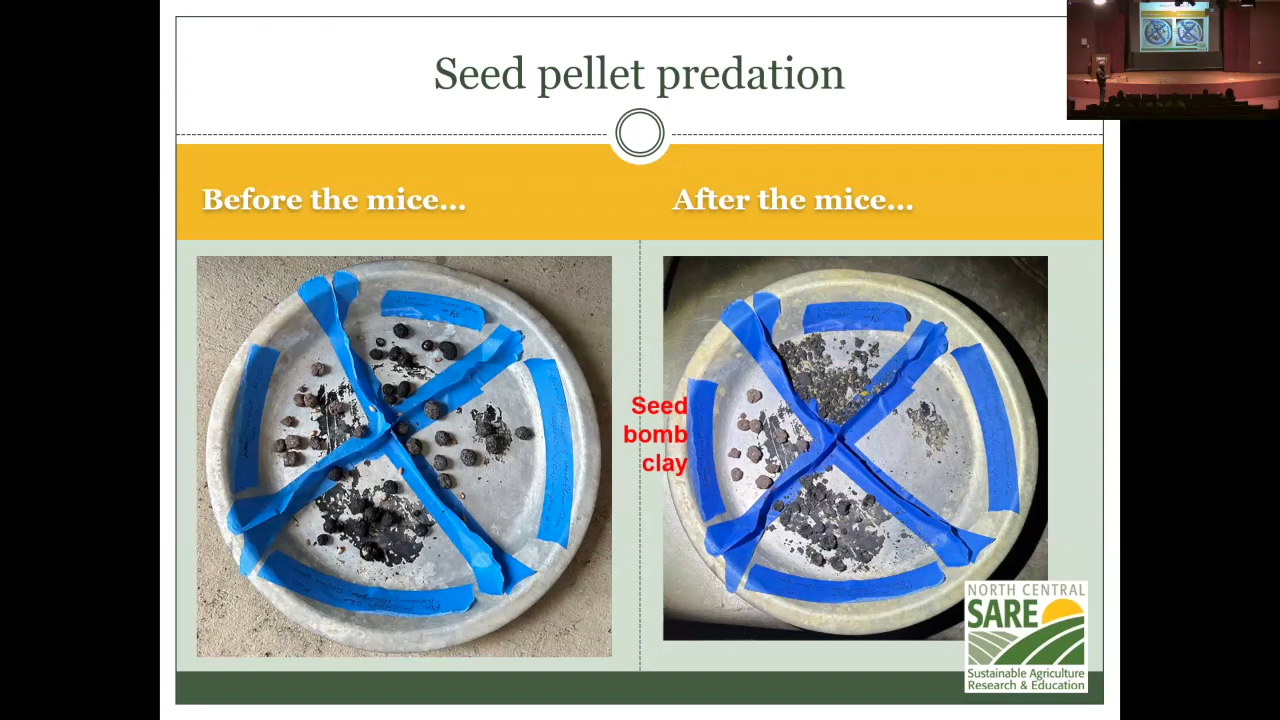 Seed pellet predation
Before the mice...
After the mice...
Seed
bomb
clay
NORTH CENTRAL
SARE
Sustainable Agriculture
Research & Education